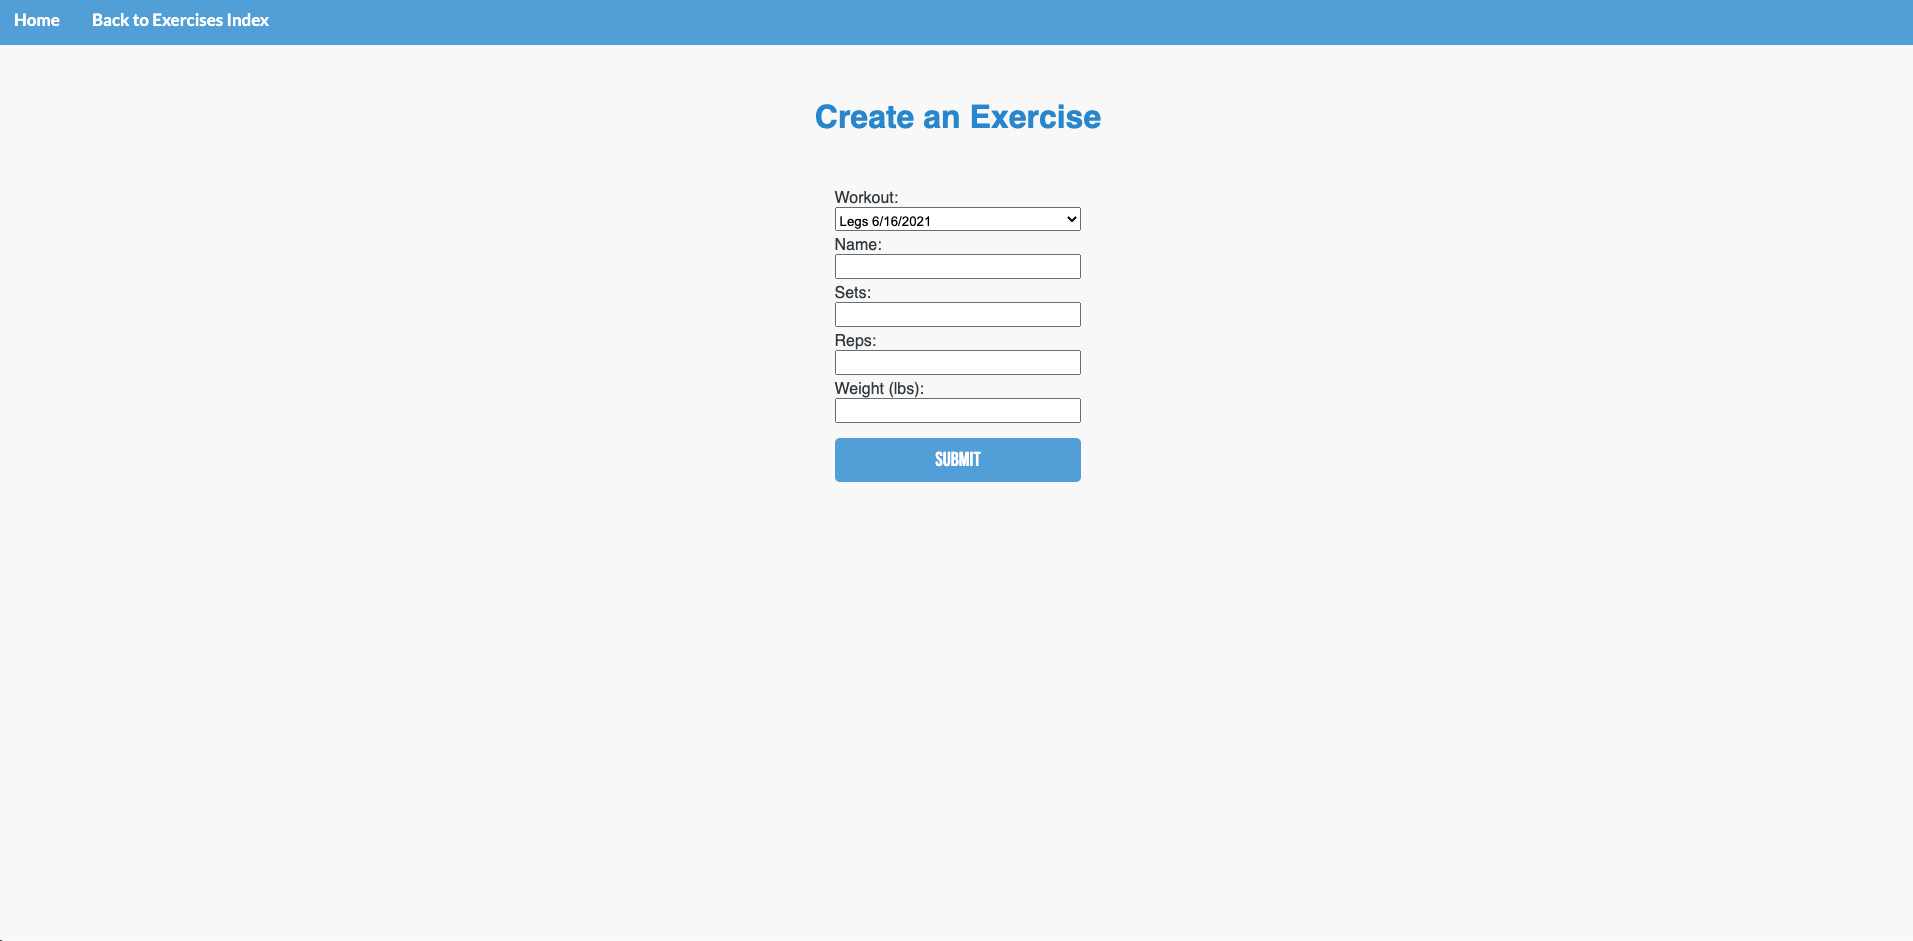 Home Back to Exercises Index
Create an Exercise
Workout:
Legs 6/16/2021
Name:
Sets:
Reps:
Weight (lbs):
SUBMIT